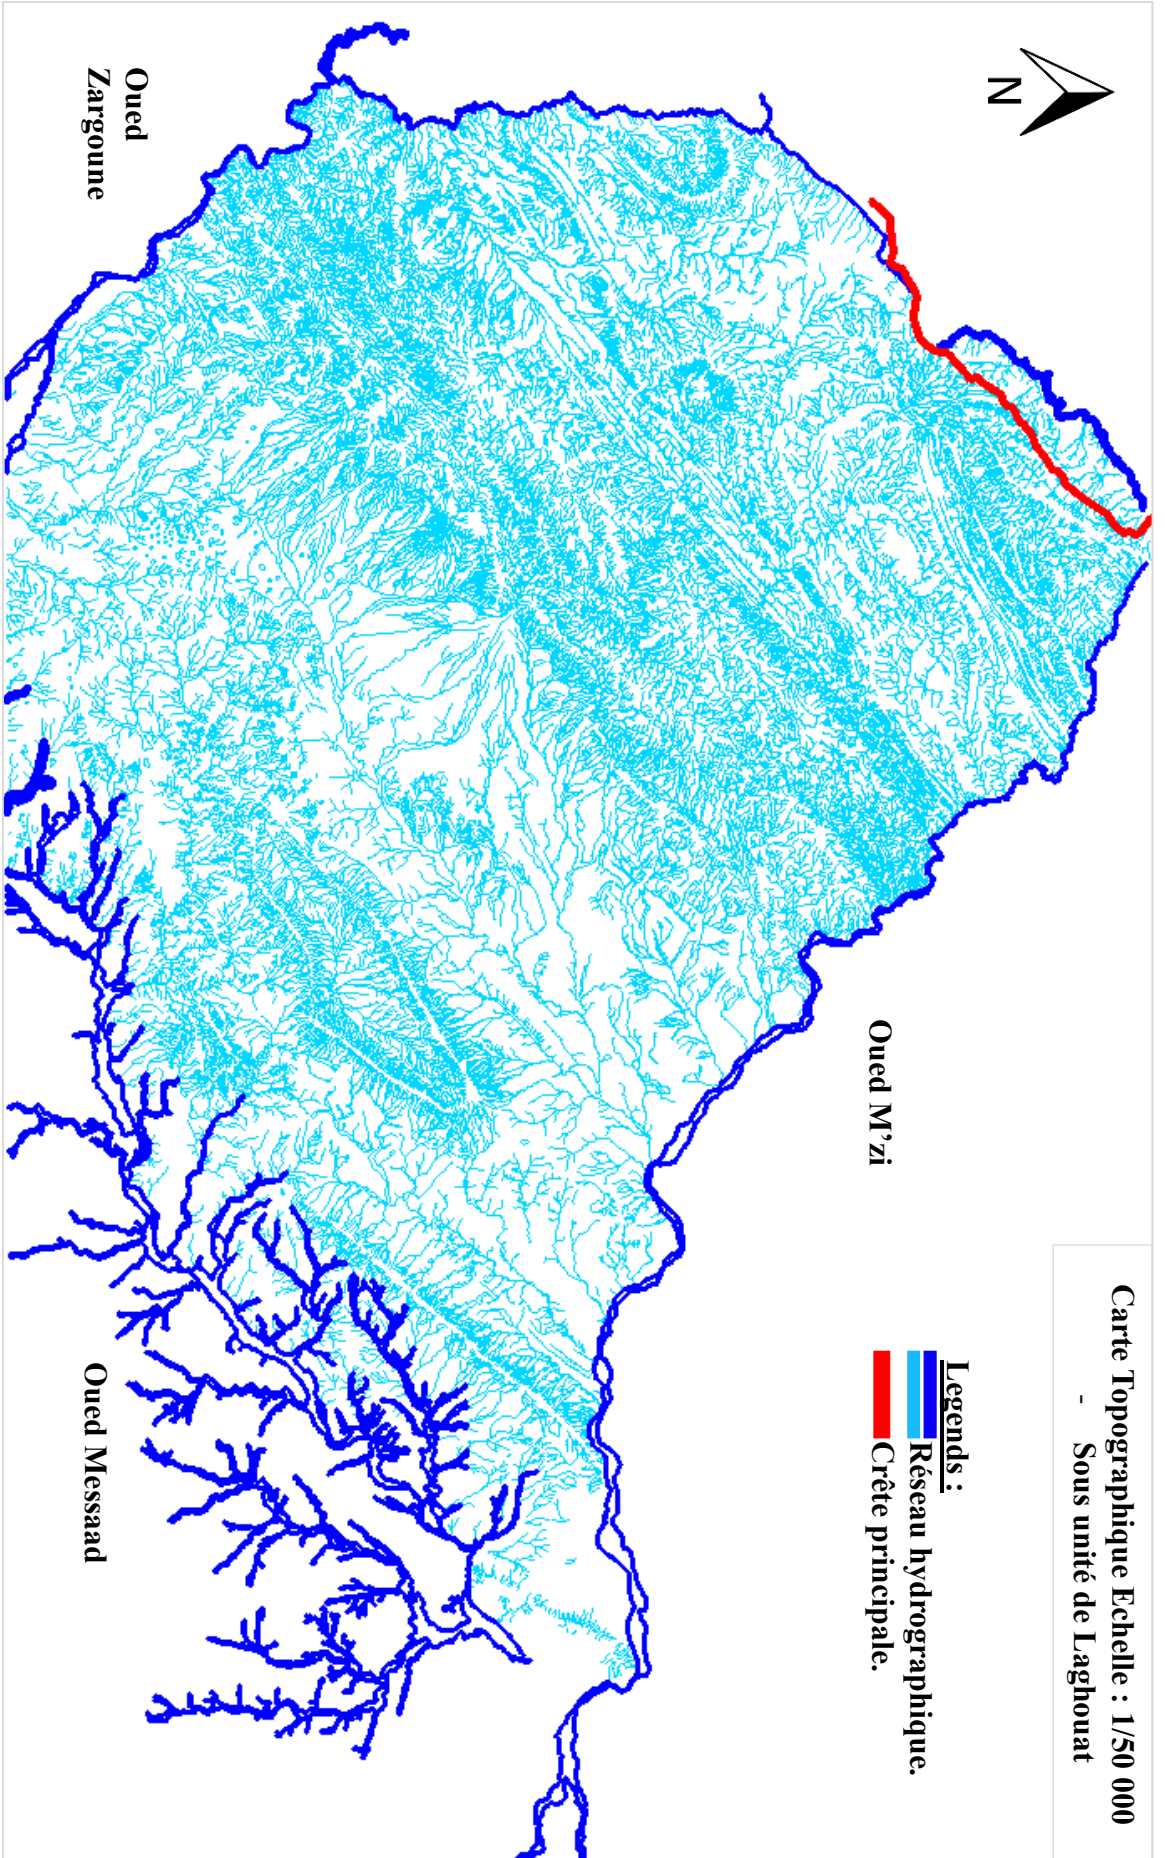 Carte Topographique Echelle : 1/50 000
- Sous unité de Laghouat
Legends :
Réseau hydrographique.
Crête principale.
N
Oued M’zi
Oued
Zargoune
Oued Messaad